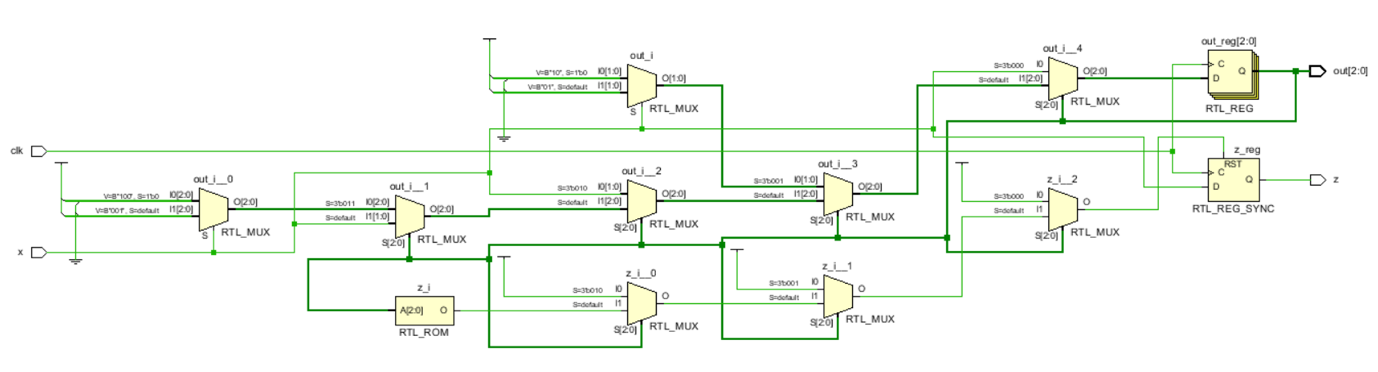 out_i
V=B"10", S=1'b0 I0[1:0]
V=B"01", S=default I1[1:0]
O[1:0]
S
RTL_MUX
out_i__4
S=3'b000 I0
S=default I1[2:0]
O[2:0]
S[2:0]
RTL_MUX
out_reg[2:0]
C
D
Q
RTL_REG
out[2:0]
clk
out_i__0
V=B"100", S=1'b0 I0[2:0]
V=B"001", S=default I1[2:0]
O[2:0]
S
RTL_MUX
x
out_i__1
S=3'b011 I0[2:0]
S=default I1[1:0]
O[2:0]
S[2:0]
RTL_MUX
out_i__2
S=3'b010 I0[1:0]
S=default I1[2:0]
O[2:0]
S[2:0]
RTL_MUX
out_i__3
S=3'b001 I0[1:0]
S=default I1[2:0]
O[2:0]
S[2:0]
RTL_MUX
z_i__2
S=3'b000 I0
S=default I1
O
S[2:0]
RTL_MUX
z_reg
RST
C
D
Q
RTL_REG_SYNC
z
z_i
A[2:0] O
RTL_ROM
z_i__0
S=3'b010 I0
S=default I1
O
S[2:0]
RTL_MUX
z_i__1
S=3'b001 I0
S=default I1
O
S[2:0]
RTL_MUX